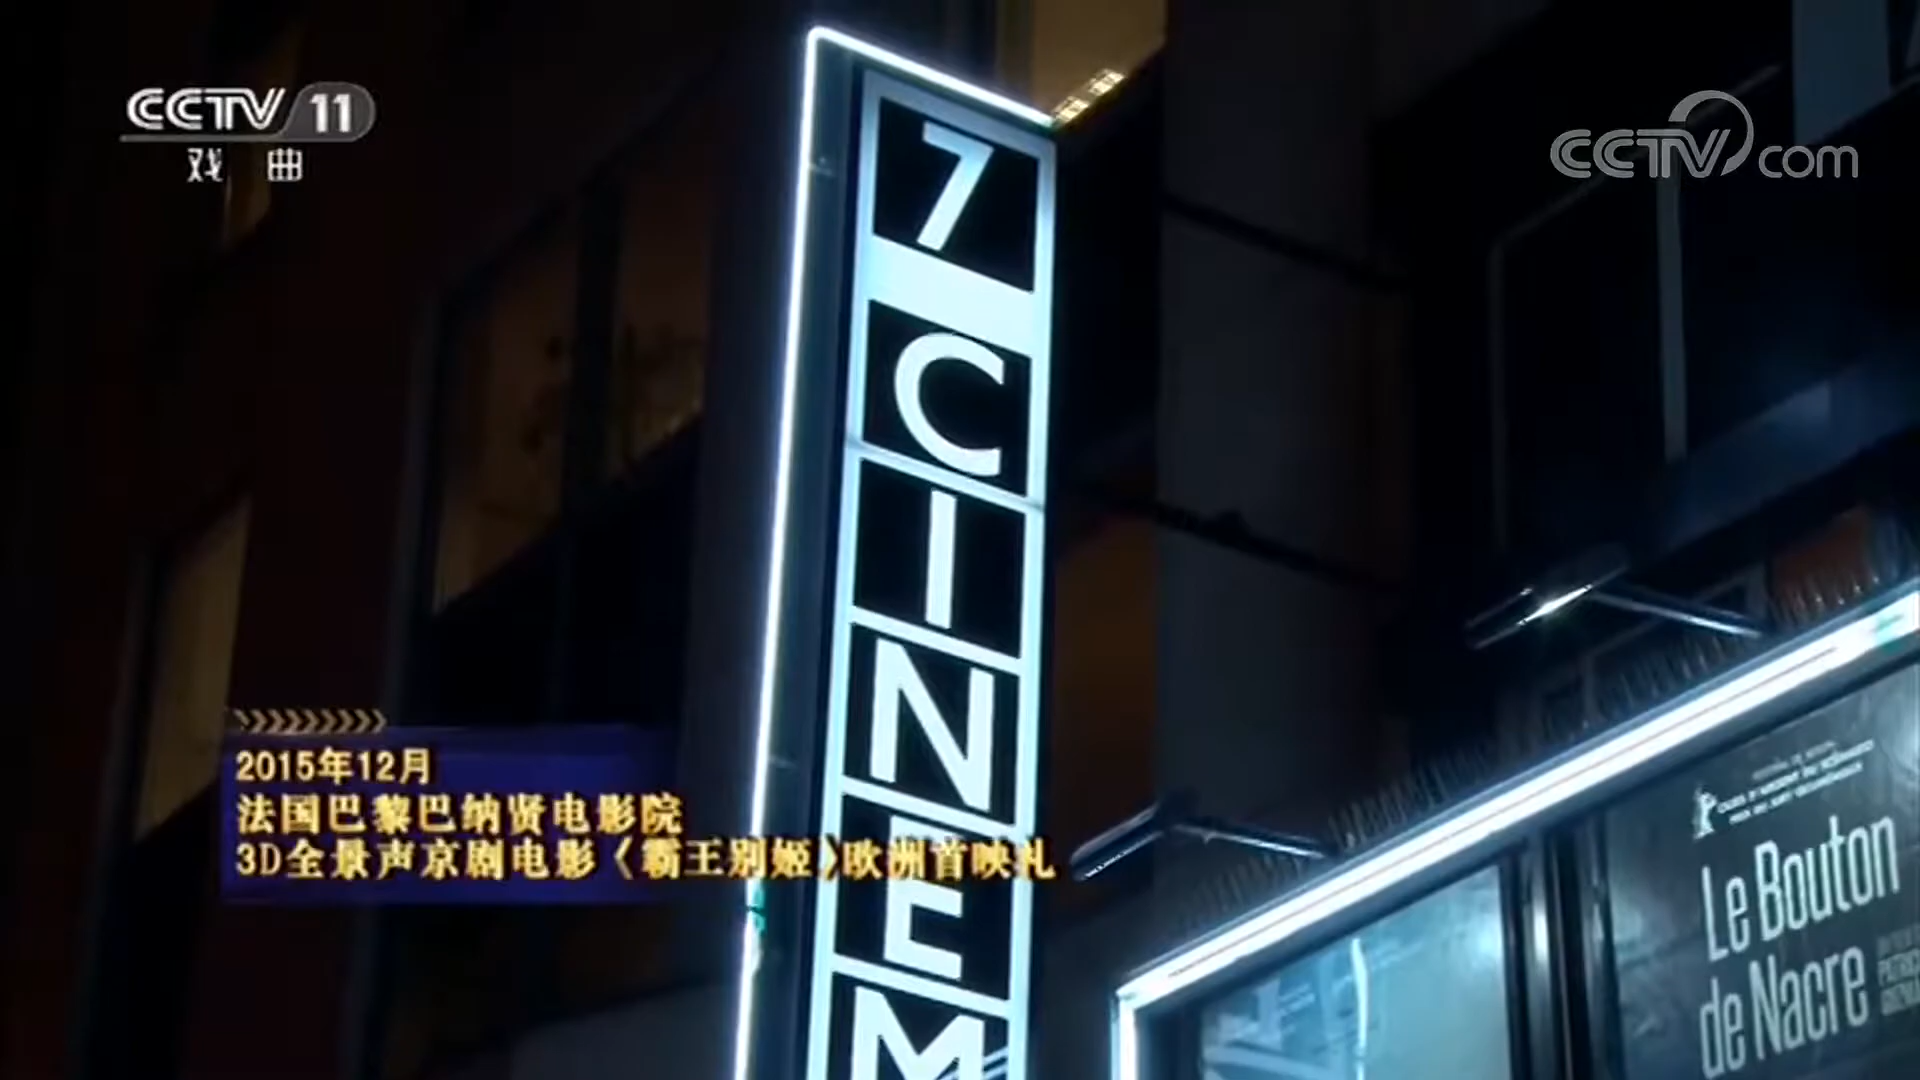 CCTV 11
戏曲
CCTV com
7 CINEM
2015年12月
法国巴黎巴纳贤电影院
3D全景声京剧电影《霸王别姬》欧洲首映礼
Le Bouton
de Nacre